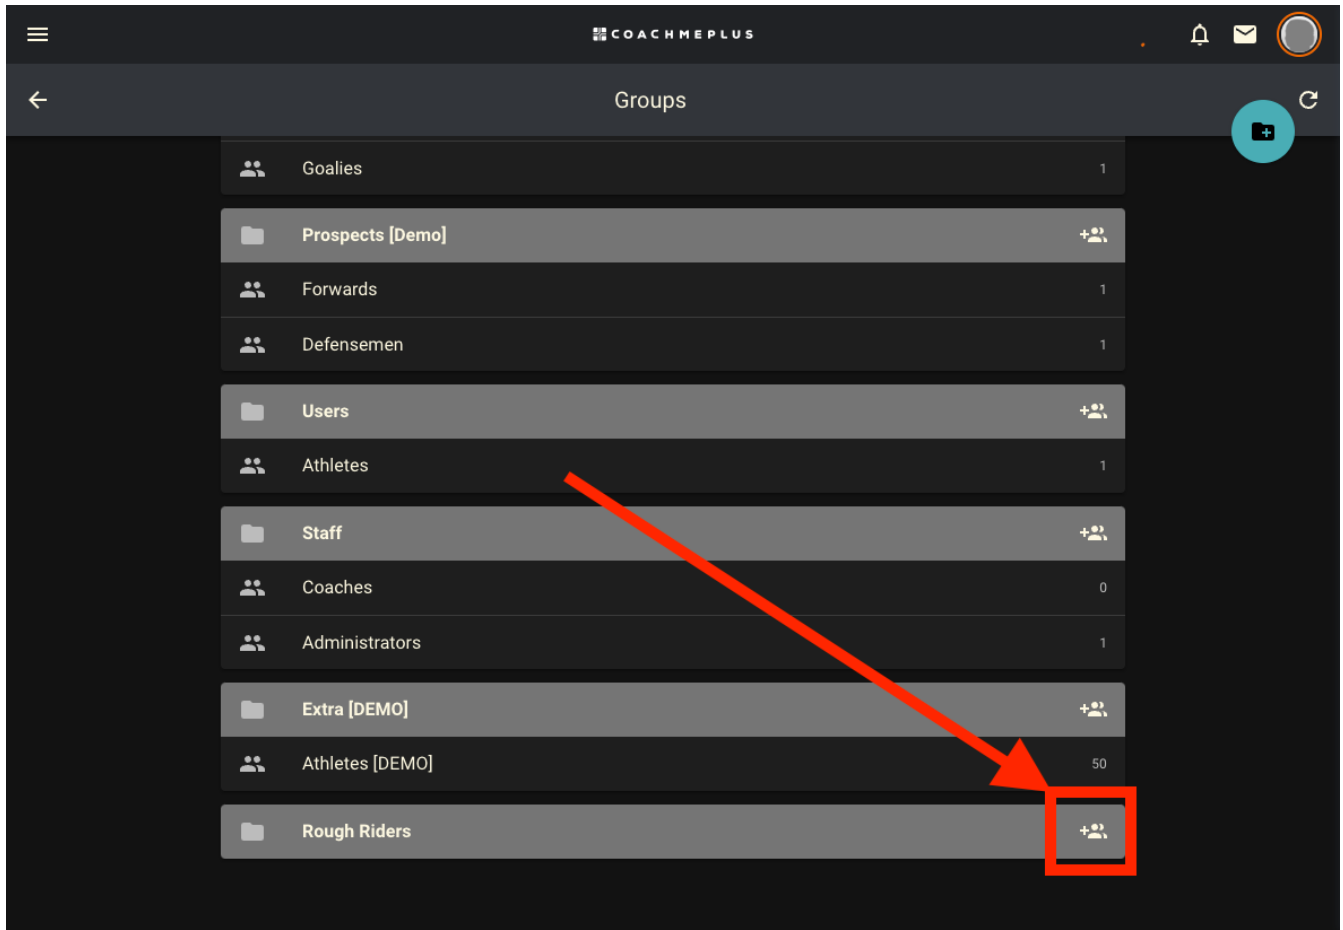 COACHMEPLUS
Groups
Goalies 1
Prospects [Demo]
Forwards 1
Defensemen 1
Users
Athletes 1
Staff
Coaches 0
Administrators 1
Extra [DEMO]
Athletes [DEMO] 50
Rough Riders